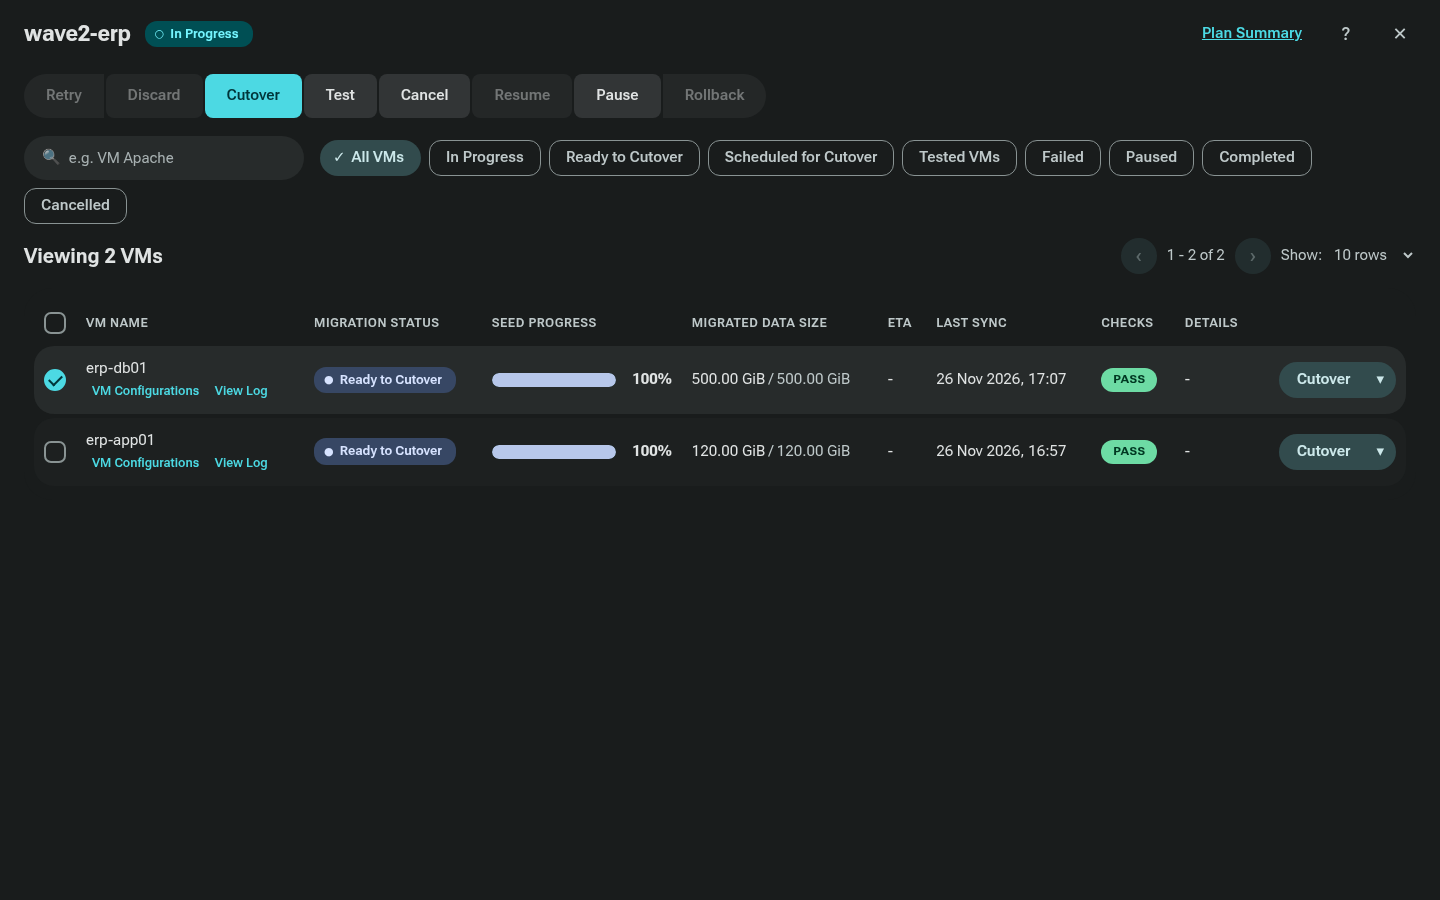 wave2-erp
In Progress
Plan Summary
?
✕
Retry
Discard
Cutover
Test
Cancel
Resume
Pause
Rollback
e.g. VM Apache
✓ All VMs
In Progress
Ready to Cutover
Scheduled for Cutover
Tested VMs
Failed
Paused
Completed
Cancelled
Viewing 2 VMs
‹ 1 - 2 of 2 › Show: 10 rows
VM NAME MIGRATION STATUS SEED PROGRESS MIGRATED DATA SIZE ETA LAST SYNC CHECKS DETAILS
erp-db01
VM Configurations View Log
Ready to Cutover 100% 500.00 GiB / 500.00 GiB - 26 Nov 2026, 17:07 PASS - Cutover ▾
erp-app01
VM Configurations View Log
Ready to Cutover 100% 120.00 GiB / 120.00 GiB - 26 Nov 2026, 16:57 PASS - Cutover ▾